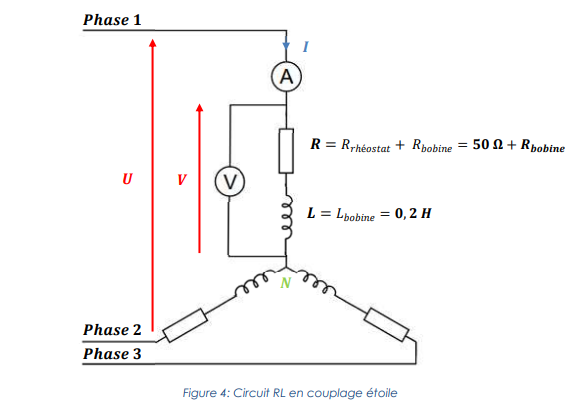 Phase 1
I
A
R = Rrhéostat + Rbobine = 50 Ω + Rbobine
U
V
V
L = Lbobine = 0,2 H
N
Phase 2
Phase 3
Figure 4: Circuit RL en couplage étoile